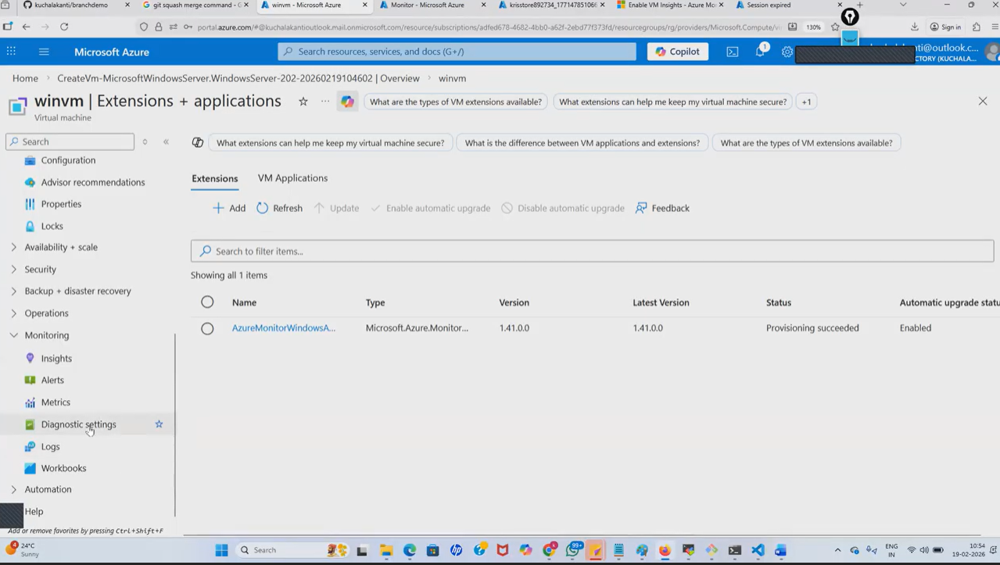 kuchalakanti/branchdemo
git squash merge command - G
winvm - Microsoft Azure
Monitor - Microsoft Azure
krisstore892734_17714851066
Enable VM Insights - Azure Mo
Session expired
portal.azure.com/#@kuchalakantioutlook.mail.onmicrosoft.com/resource/subscriptions/adfed678-4682-4bb0-a62f-2ebd77f373fd/resourcegroups/rg/providers/Microsoft.Compute/vi
130%
Sign in
Microsoft Azure
Search resources, services, and docs (G+/)
Copilot
1
nti@outlook.c...
CTORY (KUCHALA...
Home > CreateVm-MicrosoftWindowsServer.WindowsServer-202-20260219104602 | Overview > winvm
winvm | Extensions + applications
What are the types of VM extensions available?
What extensions can help me keep my virtual machine secure?
+1
Virtual machine
Search
What extensions can help me keep my virtual machine secure?
What is the difference between VM applications and extensions?
What are the types of VM extensions available?
Configuration
Advisor recommendations
Properties
Locks
Availability + scale
Security
Backup + disaster recovery
Operations
Monitoring
Insights
Alerts
Metrics
Diagnostic settings
Logs
Workbooks
Automation
Help
Add or remove favorites by pressing Ctrl+Shift+F
Extensions
VM Applications
Add
Refresh
Update
Enable automatic upgrade
Disable automatic upgrade
Feedback
Search to filter items...
Showing all 1 items
Name Type Version Latest Version Status Automatic upgrade statu
AzureMonitorWindowsA... Microsoft.Azure.Monitor... 1.41.0.0 1.41.0.0 Provisioning succeeded Enabled
4
24°C
Sunny
Search
99+
ENG
IN
10:54
19-02-2026